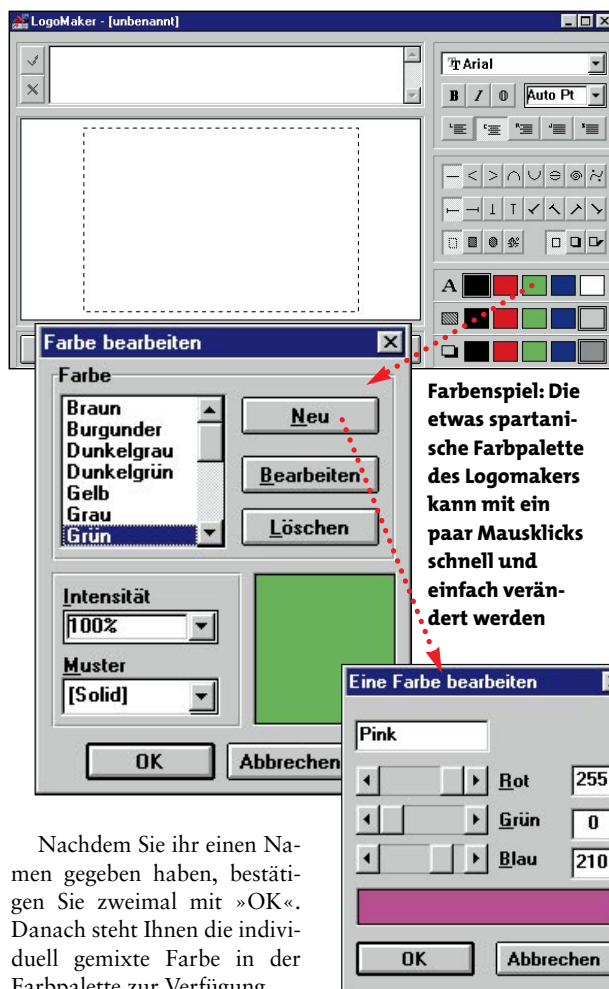 LogoMaker - [unbenannt]
Arial
B I O Auto Pt
L C R J S
A
Farbe bearbeiten
Farbe
Braun
Burgunder
Dunkelgrau
Dunkelgrün
Gelb
Grau
Grün
Neu
Bearbeiten
Löschen
Intensität
100%
Muster
[Solid]
OK Abbrechen
Farbenspiel: Die
etwas spartani-
sche Farbpalette
des Logomakers
kann mit ein
paar Mausklicks
schnell und
einfach verän-
dert werden
Eine Farbe bearbeiten
Pink
Rot 255
Grün 0
Blau 210
OK Abbrechen
Nachdem Sie ihr einen Na-
men gegeben haben, bestäti-
gen Sie zweimal mit »OK«.
Danach steht Ihnen die indivi-
duell gemixte Farbe in der
Farbpalette zur Verfügung.